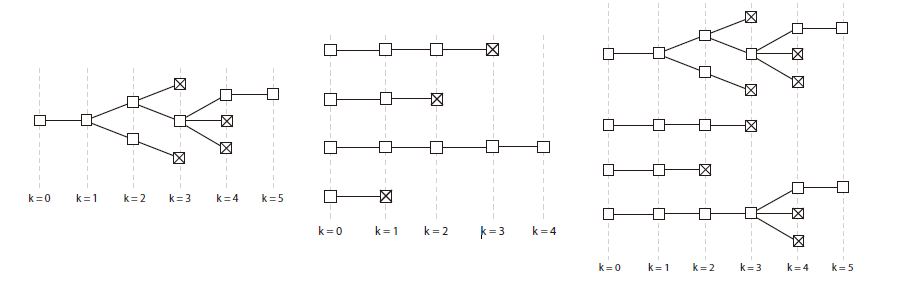 k = 0 k = 1 k = 2 k = 3 k = 4 k = 5
k = 0 k = 1 k = 2 k = 3 k = 4
k = 0 k = 1 k = 2 k = 3 k = 4 k = 5